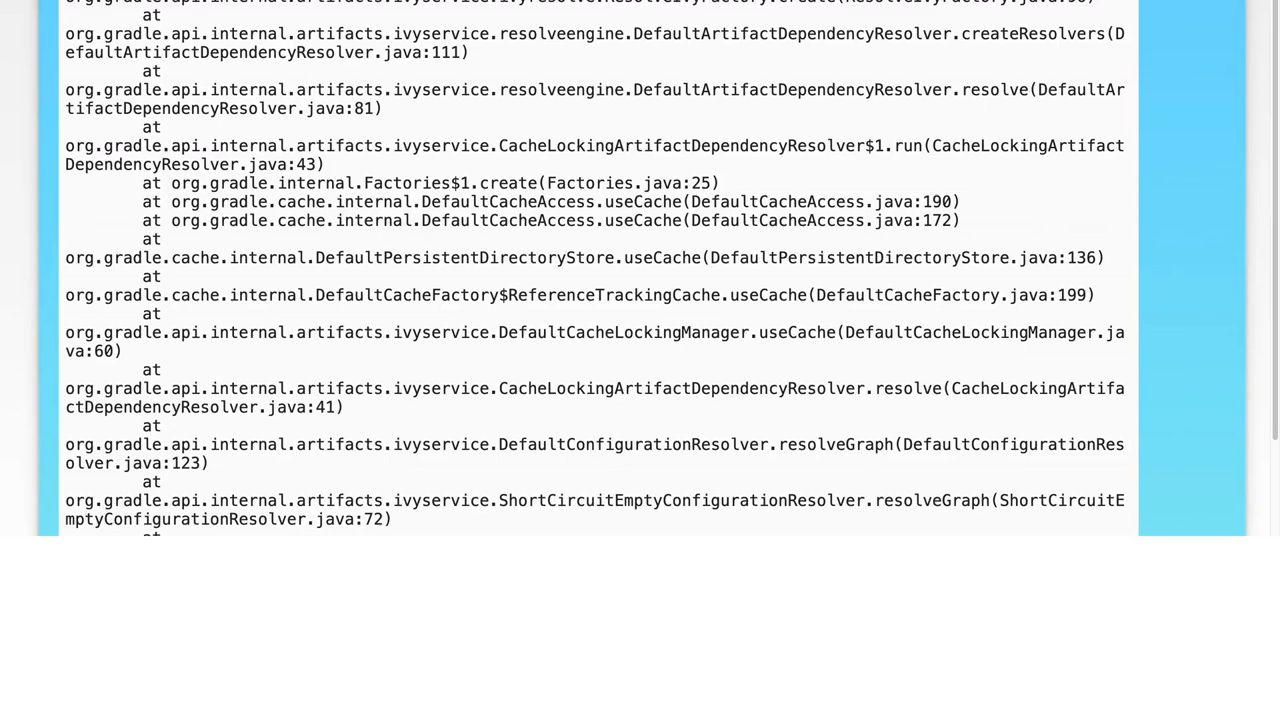 at
org.gradle.api.internal.artifacts.ivyservice.resolveengine.DefaultArtifactDependencyResolver.createResolvers(D
efaultArtifactDependencyResolver.java:111)
at
org.gradle.api.internal.artifacts.ivyservice.resolveengine.DefaultArtifactDependencyResolver.resolve(DefaultAr
tifactDependencyResolver.java:81)
at
org.gradle.api.internal.artifacts.ivyservice.CacheLockingArtifactDependencyResolver$1.run(CacheLockingArtifact
DependencyResolver.java:43)
at org.gradle.internal.Factories$1.create(Factories.java:25)
at org.gradle.cache.internal.DefaultCacheAccess.useCache(DefaultCacheAccess.java:190)
at org.gradle.cache.internal.DefaultCacheAccess.useCache(DefaultCacheAccess.java:172)
at
org.gradle.cache.internal.DefaultPersistentDirectoryStore.useCache(DefaultPersistentDirectoryStore.java:136)
at
org.gradle.cache.internal.DefaultCacheFactory$ReferenceTrackingCache.useCache(DefaultCacheFactory.java:199)
at
org.gradle.api.internal.artifacts.ivyservice.DefaultCacheLockingManager.useCache(DefaultCacheLockingManager.ja
va:60)
at
org.gradle.api.internal.artifacts.ivyservice.CacheLockingArtifactDependencyResolver.resolve(CacheLockingArtifa
ctDependencyResolver.java:41)
at
org.gradle.api.internal.artifacts.ivyservice.DefaultConfigurationResolver.resolveGraph(DefaultConfigurationRes
olver.java:123)
at
org.gradle.api.internal.artifacts.ivyservice.ShortCircuitEmptyConfigurationResolver.resolveGraph(ShortCircuitE
mptyConfigurationResolver.java:72)
at